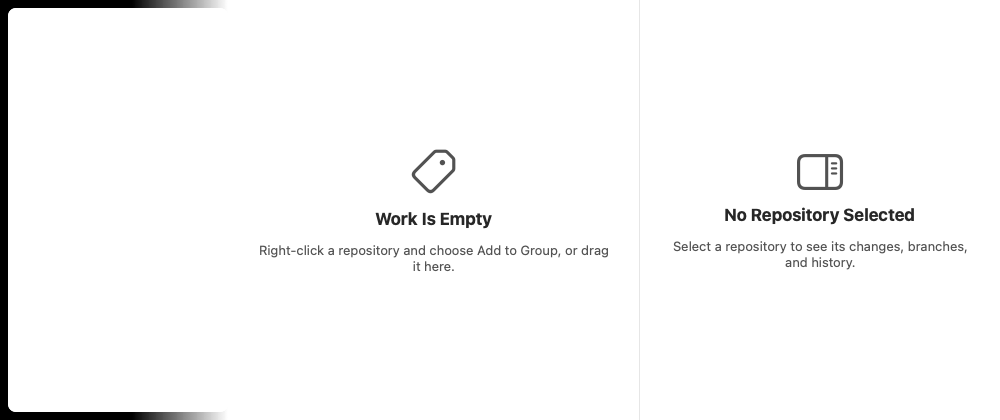 Work Is Empty
Right-click a repository and choose Add to Group, or drag
it here.
No Repository Selected
Select a repository to see its changes, branches,
and history.